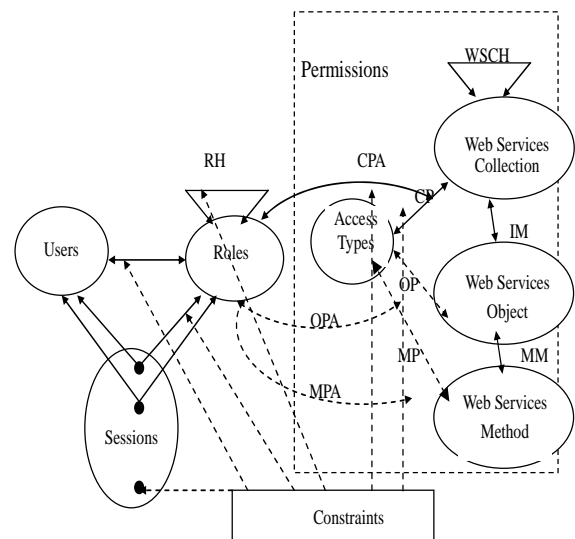 WSCH
Permissions
Web Services
Collection
RH
CPA
CP
Access
Types
Users
Roles
IM
Web Services
Object
OP
OPA
MP
MM
MPA
Web Services
Method
Sessions
Constraints